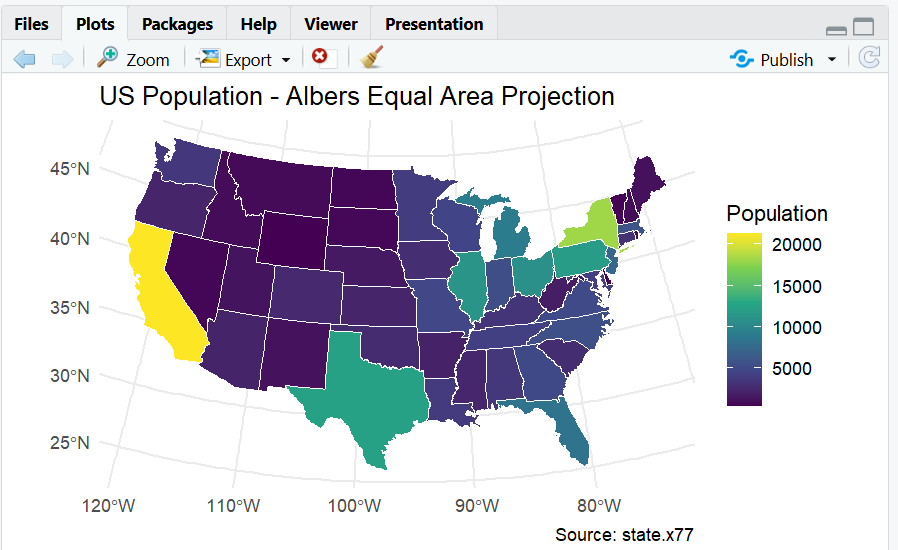 Files Plots Packages Help Viewer Presentation
Zoom Export Publish
US Population - Albers Equal Area Projection
45°N
40°N
35°N
30°N
25°N
120°W 110°W 100°W 90°W 80°W
Population
20000
15000
10000
5000
Source: state.x77